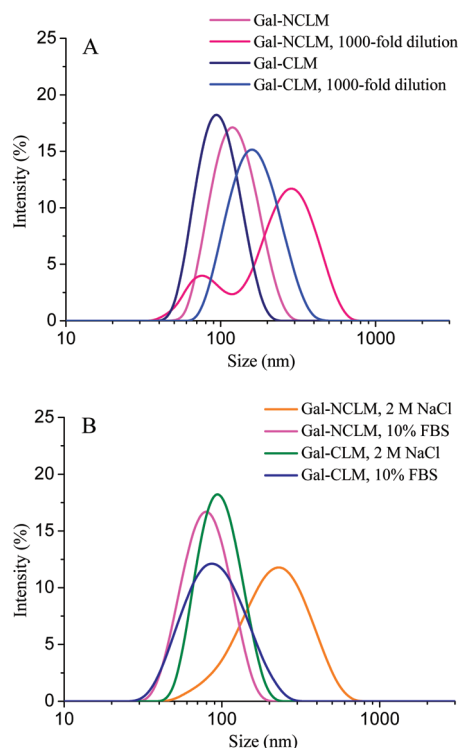 A
Gal-NCLM
Gal-NCLM, 1000-fold dilution
Gal-CLM
Gal-CLM, 1000-fold dilution
25
20
15
10
5
0
Intensity (%)
10
100
1000
Size (nm)
B
Gal-NCLM, 2 M NaCl
Gal-NCLM, 10% FBS
Gal-CLM, 2 M NaCl
Gal-CLM, 10% FBS
25
20
15
10
5
0
Intensity (%)
10
100
1000
Size (nm)